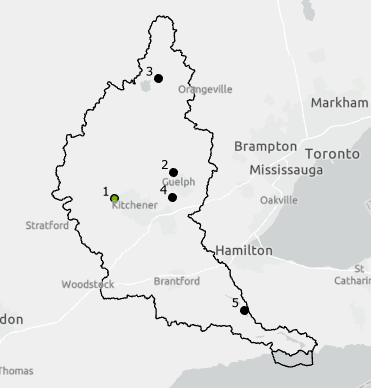 3
Orangeville
Markham
Brampton
Toronto
2
Guelph
Mississauga
1
4
Kitchener
Oakville
Stratford
Hamilton
Woodstock
Brantford
St
Catharin
5
don
Thomas